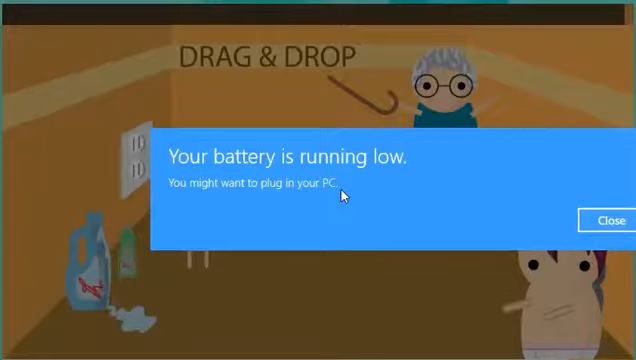 DRAG & DROP
Your battery is running low.
You might want to plug in your PC.
Close